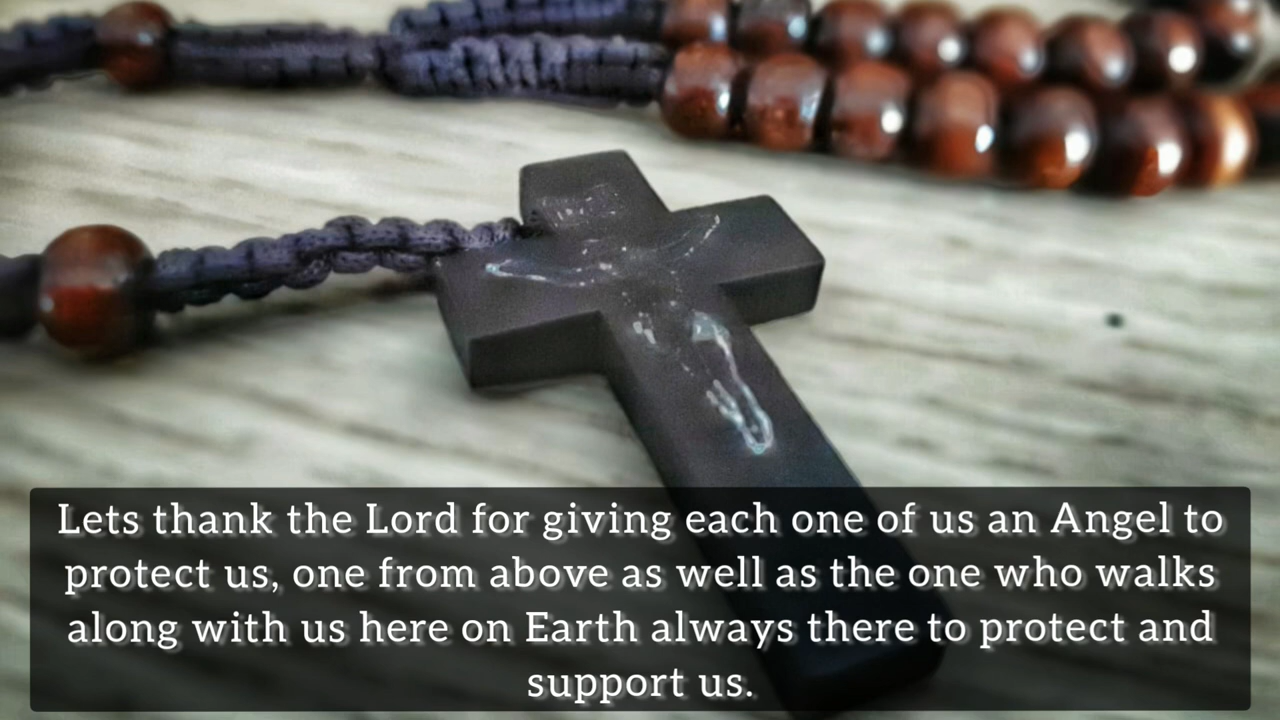 Lets thank the Lord for giving each one of us an Angel to
protect us, one from above as well as the one who walks
along with us here on Earth always there to protect and
support us.